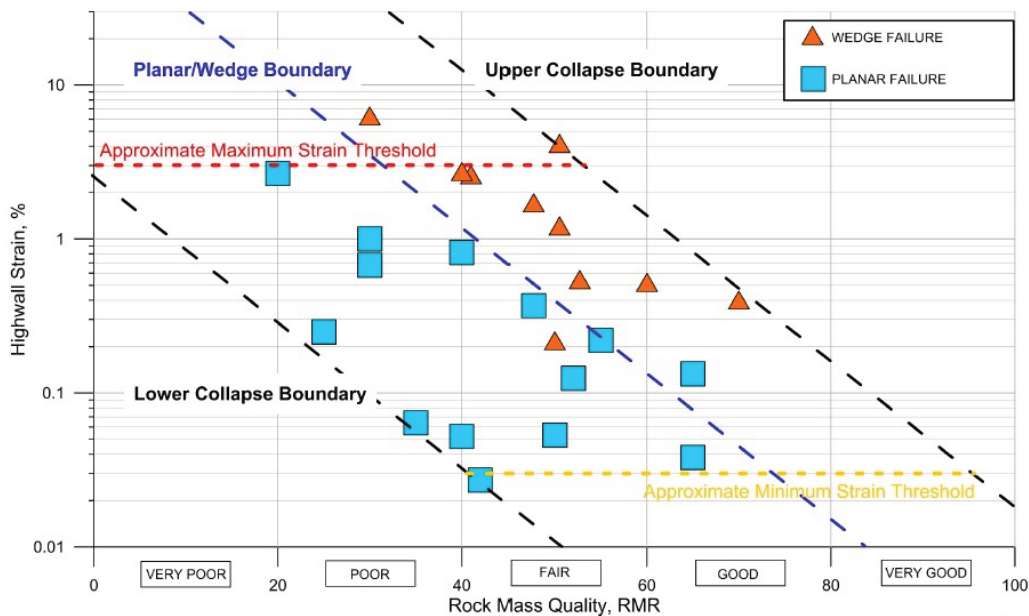 WEDGE FAILURE
PLANAR FAILURE
Planar/Wedge Boundary
Upper Collapse Boundary
Approximate Maximum Strain Threshold
Lower Collapse Boundary
Approximate Minimum Strain Threshold
Highwall Strain, %
10
1
0.1
0.01
0 20 40 60 80 100
VERY POOR POOR FAIR GOOD VERY GOOD
Rock Mass Quality, RMR